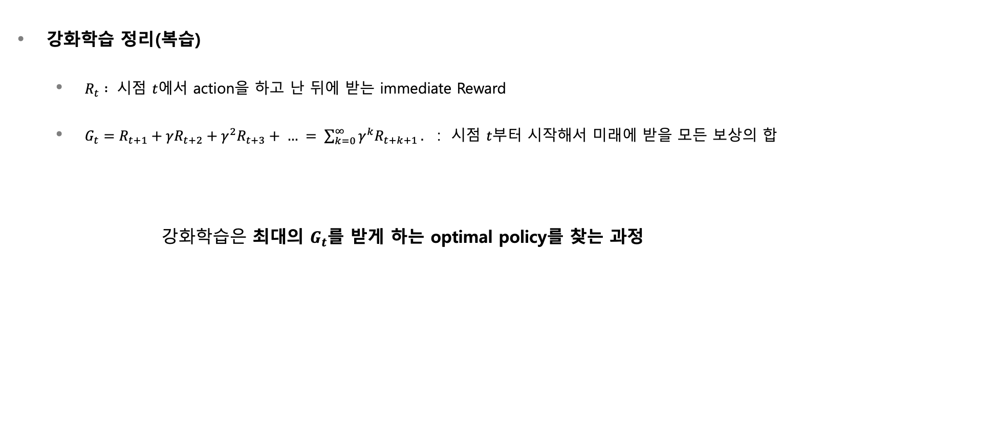 • 강화학습 정리(복습)
• $R_t$ : 시점 $t$에서 action을 하고 난 뒤에 받는 immediate Reward
• $G_t = R_{t+1} + \gamma R_{t+2} + \gamma^2 R_{t+3} + \ ... \ = \sum_{k=0}^{\infty} \gamma^k R_{t+k+1}.$ : 시점 $t$부터 시작해서 미래에 받을 모든 보상의 합
강화학습은 최대의 $G_t$를 받게 하는 optimal policy를 찾는 과정